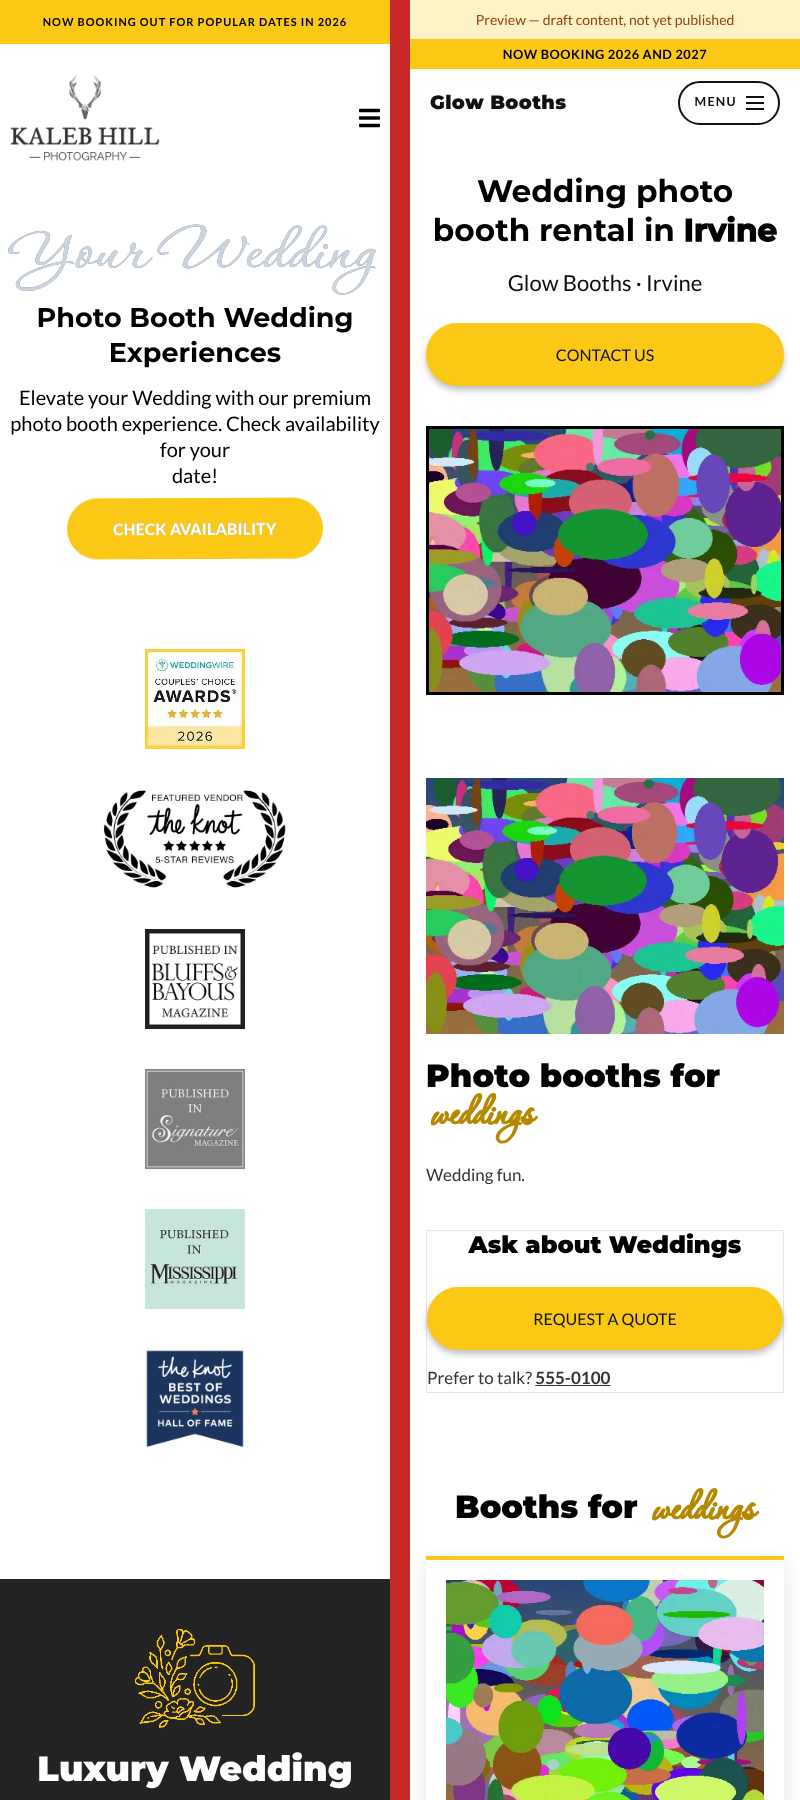 NOW BOOKING OUT FOR POPULAR DATES IN 2026
KALEB HILL
— PHOTOGRAPHY —
Your Wedding
Photo Booth Wedding
Experiences
Elevate your Wedding with our premium
photo booth experience. Check availability
for your
date!
CHECK AVAILABILITY
WEDDINGWIRE
COUPLES' CHOICE
AWARDS®
2026
FEATURED VENDOR
the knot
5-STAR REVIEWS
PUBLISHED IN
BLUFFS&
BAYOUS
MAGAZINE
PUBLISHED
IN
Signature
MAGAZINE
PUBLISHED
IN
MISSISSIPPI
MAGAZINE
the knot
BEST OF
WEDDINGS
HALL OF FAME
Luxury Wedding
Preview — draft content, not yet published
NOW BOOKING 2026 AND 2027
Glow Booths
MENU
Wedding photo
booth rental in Irvine
Glow Booths · Irvine
CONTACT US
Photo booths for
weddings
Wedding fun.
Ask about Weddings
REQUEST A QUOTE
Prefer to talk? 555-0100
Booths for weddings